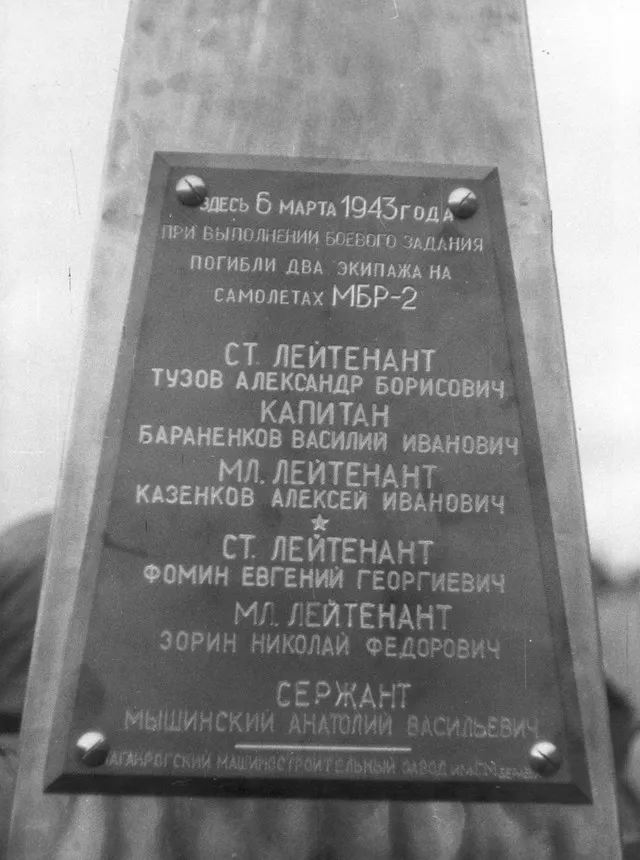 ЗДЕСЬ 6 МАРТА 1943 ГОДА
ПРИ ВЫПОЛНЕНИИ БОЕВОГО ЗАДАНИЯ
ПОГИБЛИ ДВА ЭКИПАЖА НА
САМОЛЕТАХ МБР-2
СТ. ЛЕЙТЕНАНТ
ТУЗОВ АЛЕКСАНДР БОРИСОВИЧ
КАПИТАН
БАРАНЕНКОВ ВАСИЛИЙ ИВАНОВИЧ
МЛ. ЛЕЙТЕНАНТ
КАЗЕНКОВ АЛЕКСЕЙ ИВАНОВИЧ
СТ. ЛЕЙТЕНАНТ
ФОМИН ЕВГЕНИЙ ГЕОРГИЕВИЧ
МЛ. ЛЕЙТЕНАНТ
ЗОРИН НИКОЛАЙ ФЕДОРОВИЧ
СЕРЖАНТ
МЫШИНСКИЙ АНАТОЛИЙ ВАСИЛЬЕВИЧ
АГАНРОГСКИЙ МАШИНОСТРОИТЕЛЬНЫЙ ЗАВОД